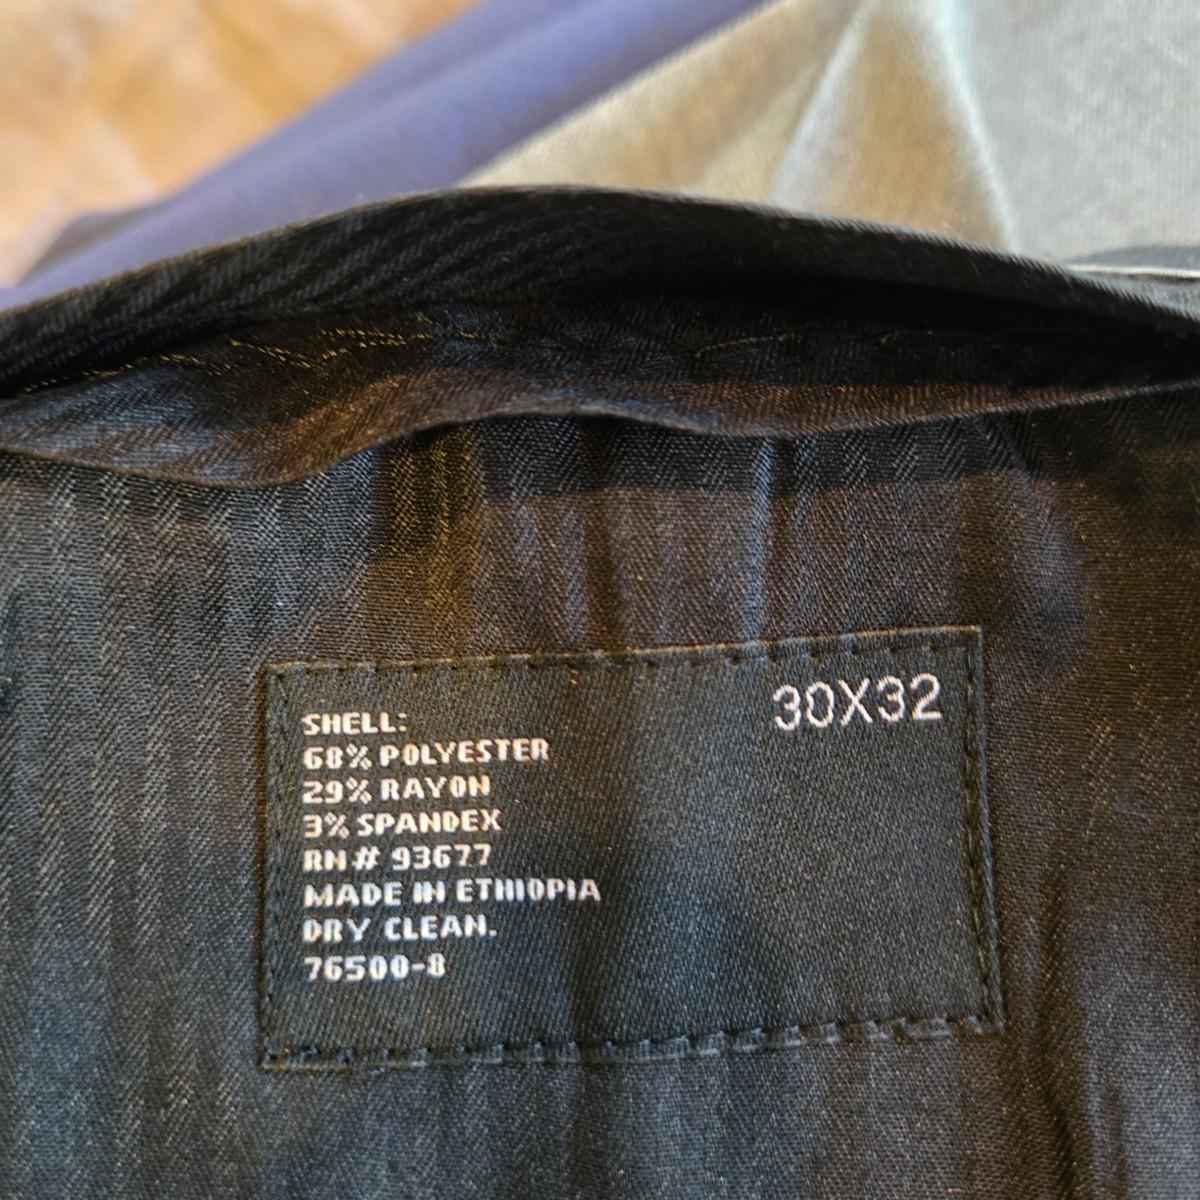 30X32
SHELL:
68% POLYESTER
29% RAYON
3% SPANDEX
RN# 93677
MADE IN ETHIOPIA
DRY CLEAN.
76500-8